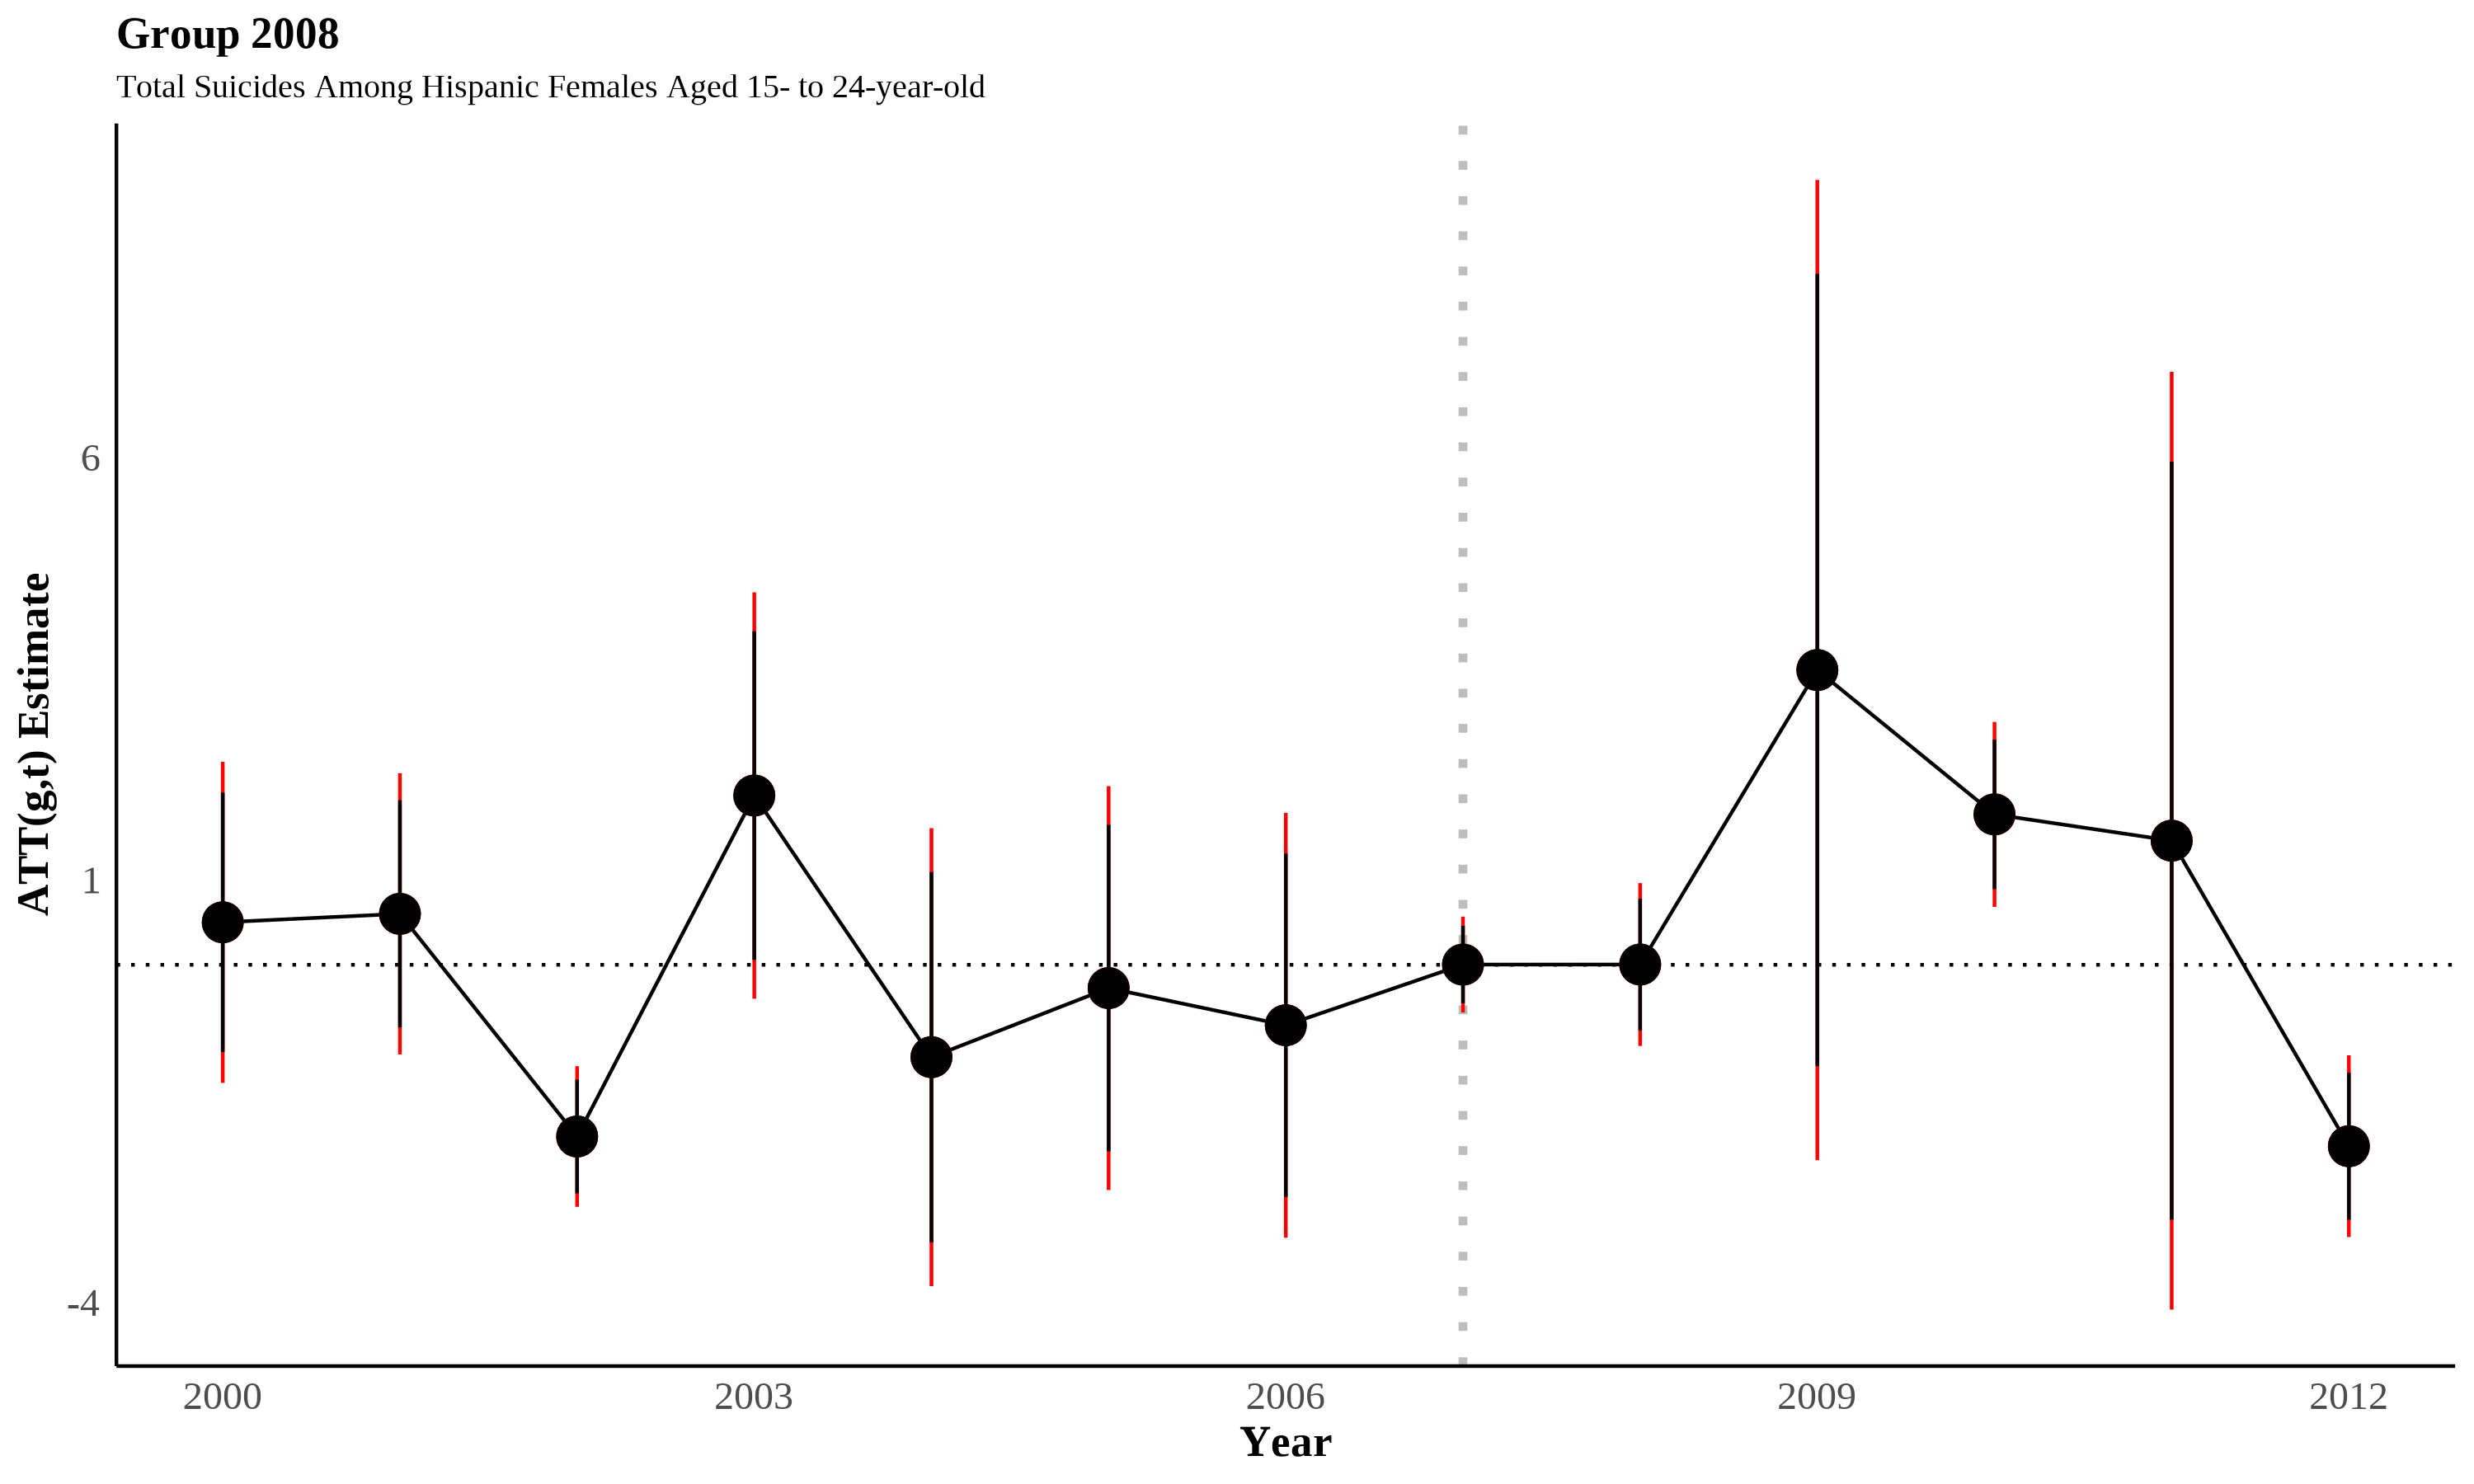 Group 2008
Total Suicides Among Hispanic Females Aged 15- to 24-year-old
ATT(g,t) Estimate
6
1
-4
2000 2003 2006 2009 2012
Year